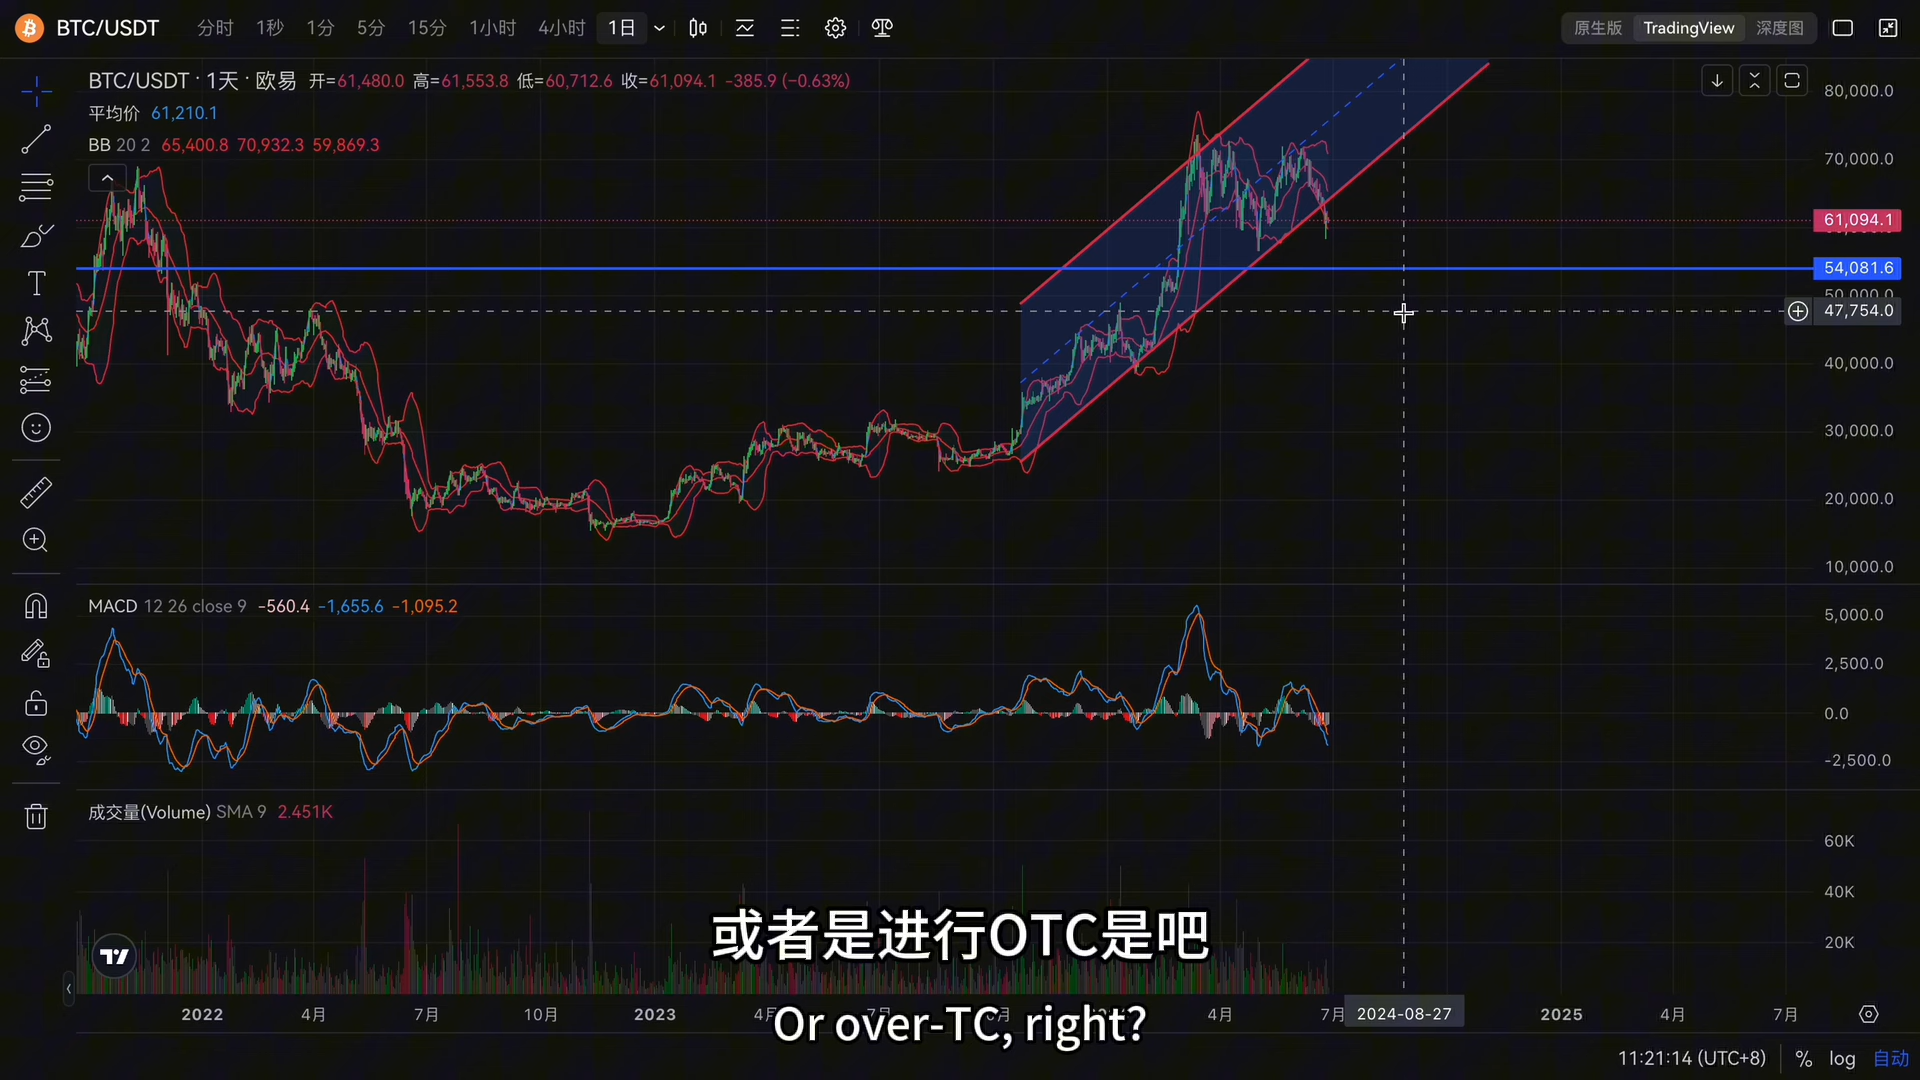 BTC/USDT 分时 1秒 1分 5分 15分 1小时 4小时 1日 原生版 TradingView 深度图
BTC/USDT · 1天 · 欧易 开=61,480.0 高=61,553.8 低=60,712.6 收=61,094.1 -385.9 (−0.63%)
平均价 61,210.1
BB 20 2 65,400.8 70,932.3 59,869.3
80,000.0
70,000.0
61,094.1
54,081.6
50,000.0
47,754.0
40,000.0
30,000.0
20,000.0
10,000.0
MACD 12 26 close 9 −560.4 −1,655.6 −1,095.2
5,000.0
2,500.0
0.0
-2,500.0
成交量(Volume) SMA 9 2.451K
60K
40K
20K
或者是进行OTC是吧
2022 4月 7月 10月 2023 4月 4月 7月 2024-08-27 2025 4月 7月
Or over-TC, right?
11:21:14 (UTC+8) % log 自动